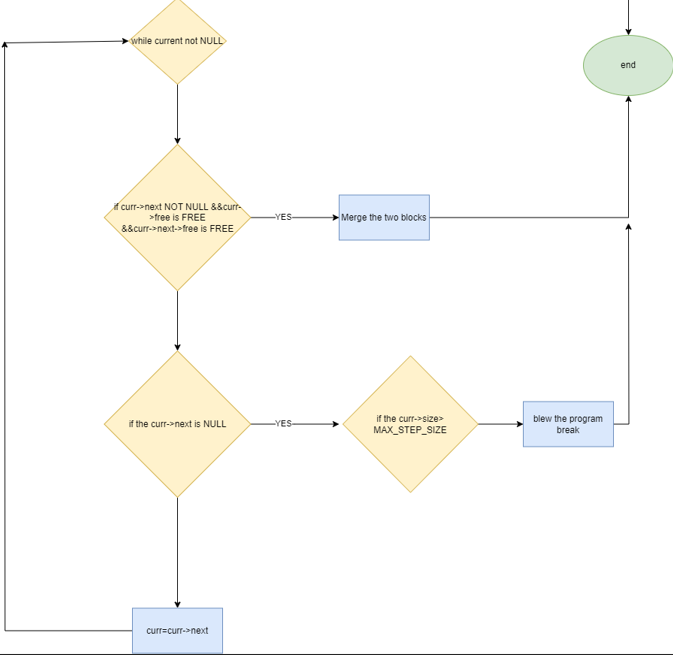 while current not NULL
end
if curr->next NOT NULL &&curr-
>free is FREE
&&curr->next->free is FREE
YES
Merge the two blocks
if the curr->next is NULL
YES
if the curr->size>
MAX_STEP_SIZE
blew the program
break
curr=curr->next